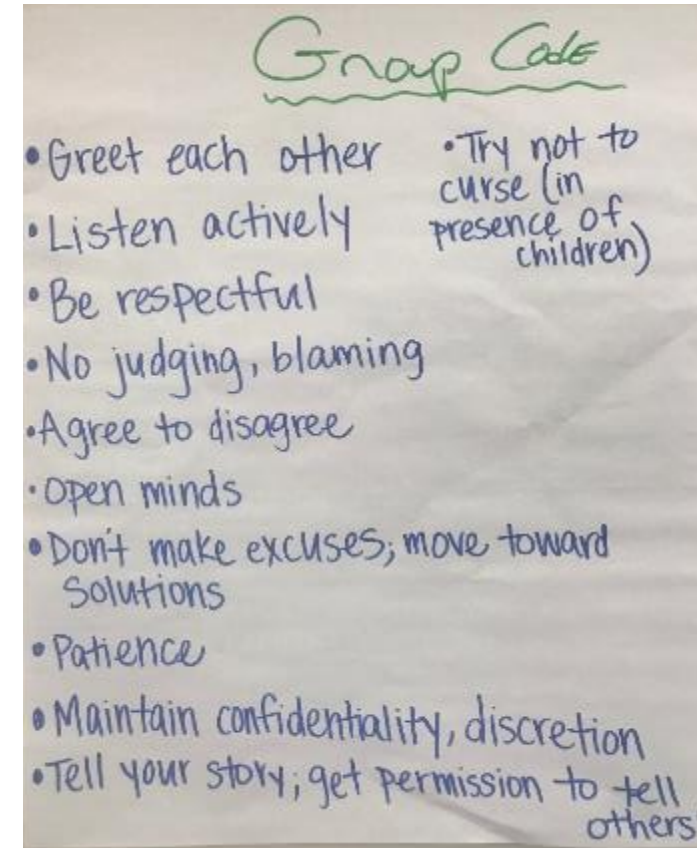 Group Code
• Greet each other
• Listen actively
• Be respectful
• No judging, blaming
• Agree to disagree
• Open minds
• Don't make excuses; move toward
Solutions
• Patience
• Maintain confidentiality, discretion
• Tell your story; get permission to tell
others
• Try not to
curse (in
presence of
children)